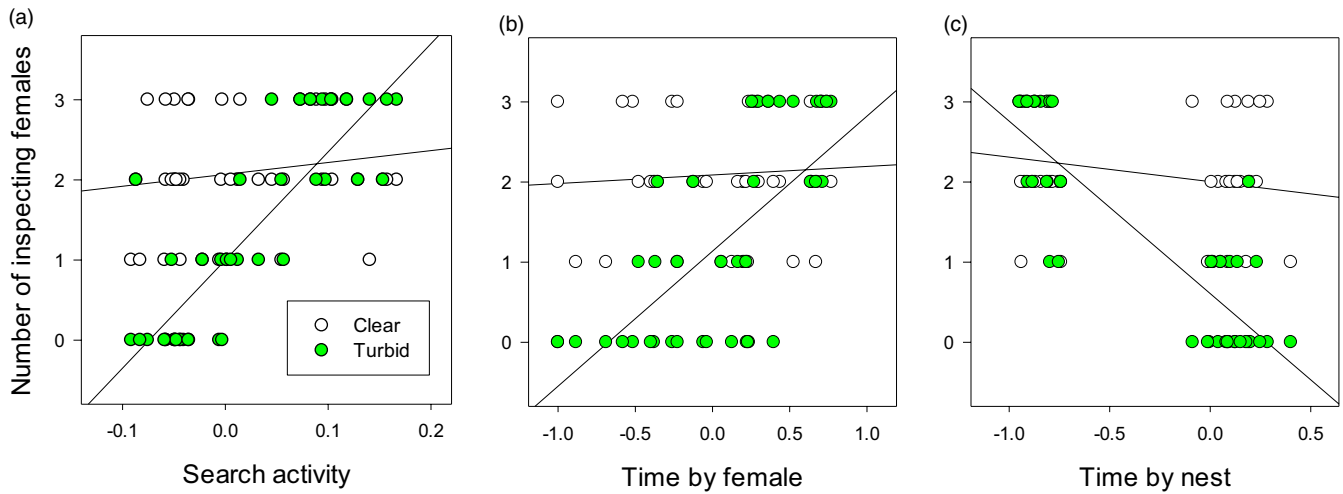 (a)
(b)
(c)
Number of inspecting females
3
2
1
0
Clear
Turbid
-0.1
0.0
0.1
0.2
Search activity
3
2
1
0
-1.0
-0.5
0.0
0.5
1.0
Time by female
3
2
1
0
-1.0
-0.5
0.0
0.5
Time by nest